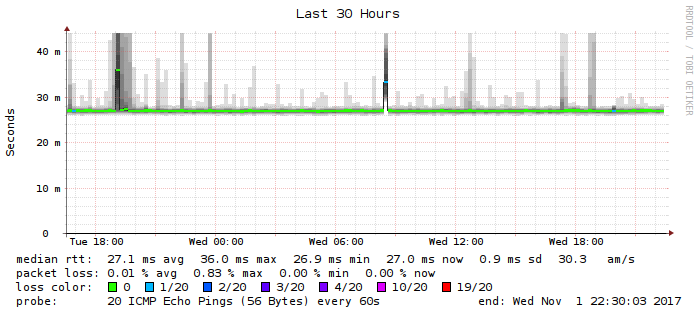 Last 30 Hours
RRDTOOL / TOBI OETIKER
Seconds
40 m
30 m
20 m
10 m
0
Tue 18:00 Wed 00:00 Wed 06:00 Wed 12:00 Wed 18:00
median rtt: 27.1 ms avg 36.0 ms max 26.9 ms min 27.0 ms now 0.9 ms sd 30.3 am/s
packet loss: 0.01 % avg 0.83 % max 0.00 % min 0.00 % now
loss color: 0 1/20 2/20 3/20 4/20 10/20 19/20
probe: 20 ICMP Echo Pings (56 Bytes) every 60s end: Wed Nov 1 22:30:03 2017